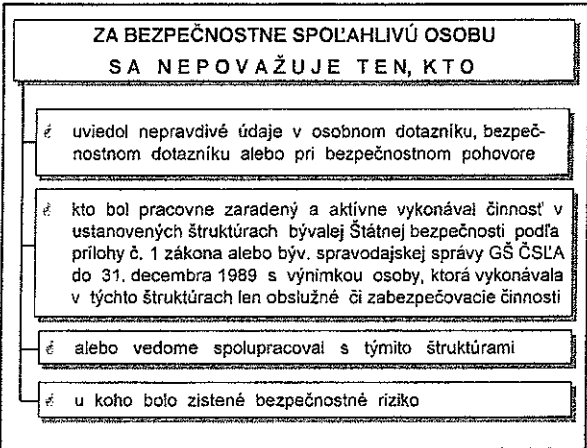 ZA BEZPEČNOSTNE SPOĽAHLIVÚ OSOBU
SA NEPOVAŽUJE TEN, KTO
uviedol nepravdivé údaje v osobnom dotazníku, bezpeč-
nostnom dotazníku alebo pri bezpečnostnom pohovore
kto bol pracovne zaradený a aktívne vykonával činnosť v
ustanovených štruktúrach bývalej Štátnej bezpečnosti podľa
prílohy č. 1 zákona alebo býv. spravodajskej správy GŠ ČSĽA
do 31. decembra 1989 s výnimkou osoby, ktorá vykonávala
v týchto štruktúrach len obslužné či zabezpečovacie činnosti
alebo vedome spolupracoval s týmito štruktúrami
u koho bolo zistené bezpečnostné riziko